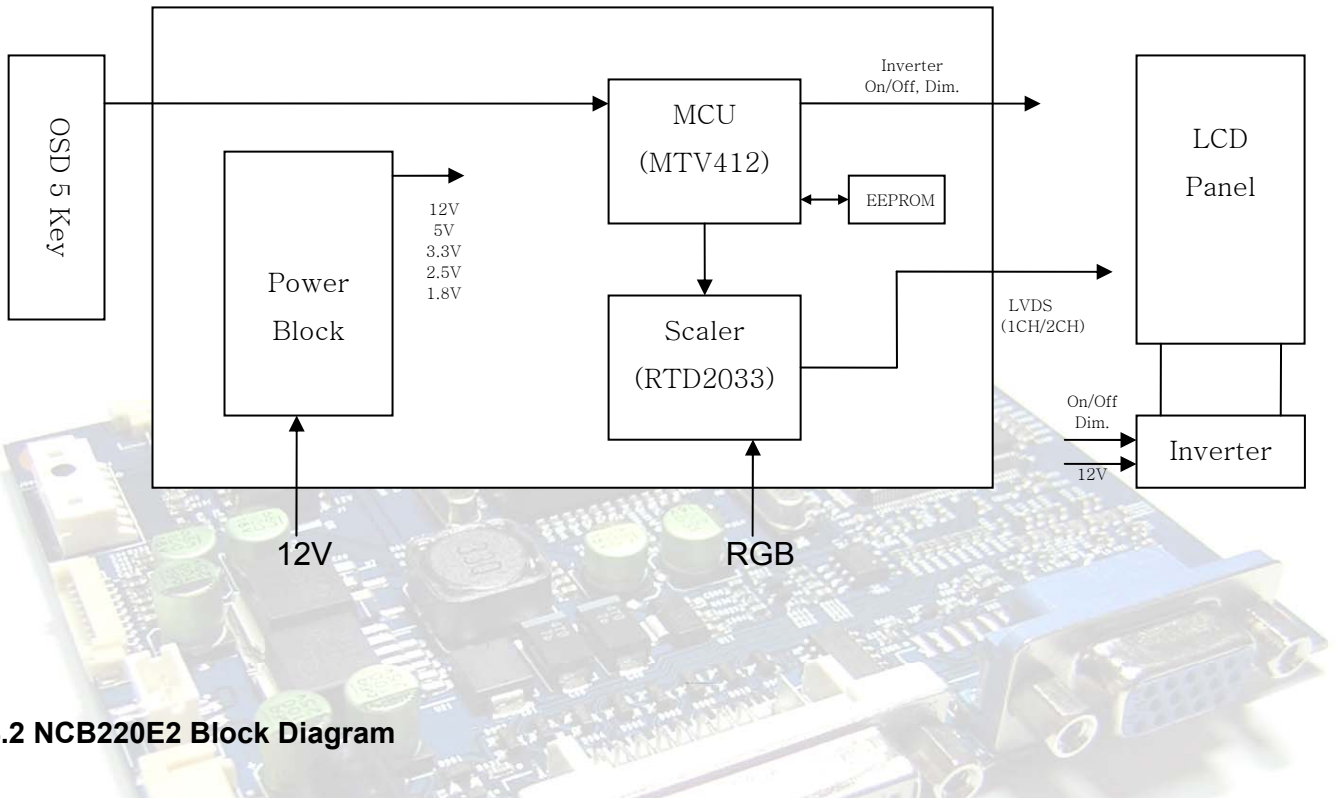 OSD 5 Key
Power
Block
12V
5V
3.3V
2.5V
1.8V
MCU
(MTV412)
EEPROM
Scaler
(RTD2033)
Inverter
On/Off, Dim.
LVDS
(1CH/2CH)
LCD
Panel
On/Off
Dim.
12V
Inverter
12V
RGB
.2 NCB220E2 Block Diagram